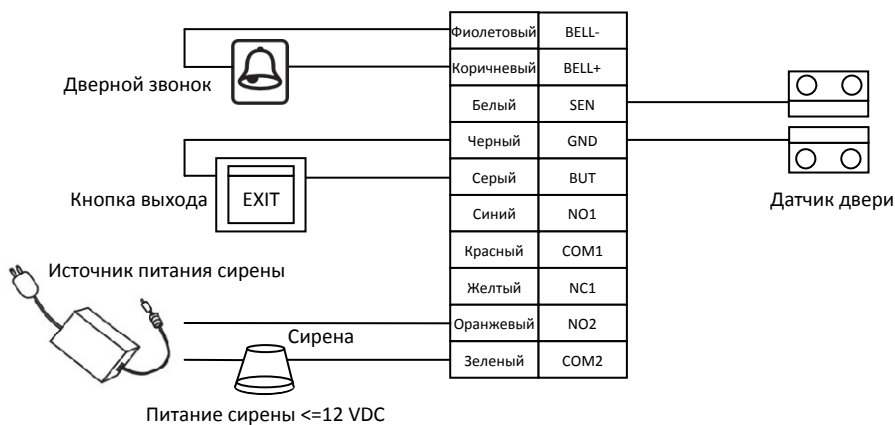 Фиолетовый BELL-
Коричневый BELL+
Дверной звонок
Белый SEN
Черный GND
Серый BUT
Кнопка выхода EXIT
Датчик двери
Синий NO1
Красный COM1
Источник питания сирены
Желтый NC1
Оранжевый NO2
Сирена
Зеленый COM2
Питание сирены <=12 VDC